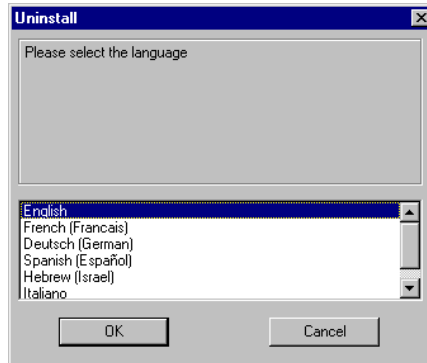 Uninstall
Please select the language
English
French (Francais)
Deutsch (German)
Spanish (Español)
Hebrew (Israel)
Italiano
OK
Cancel